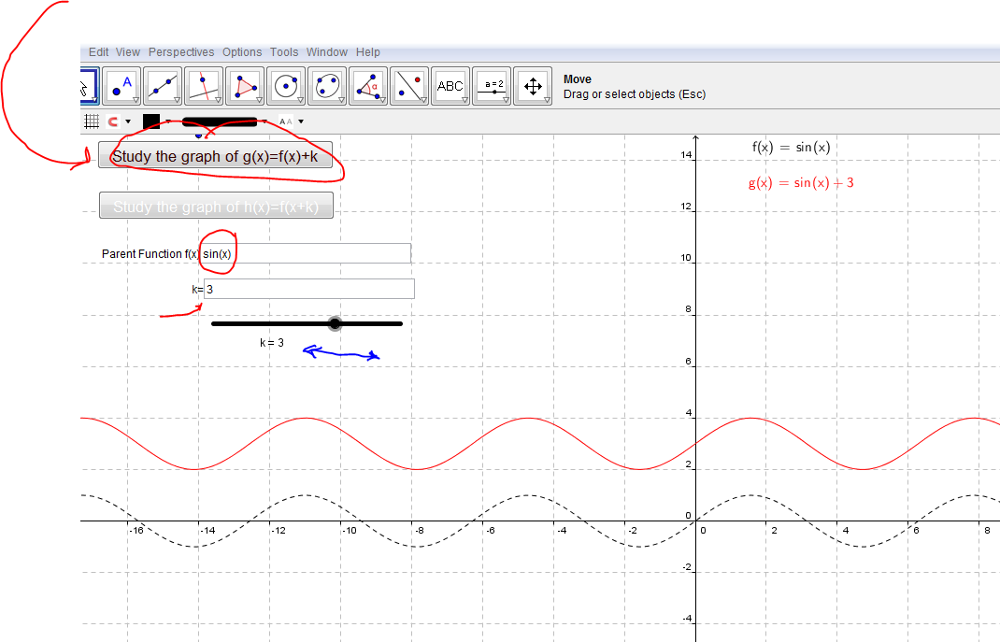 Edit View Perspectives Options Tools Window Help
A α ABC a=2
Move
Drag or select objects (Esc)
A A
Study the graph of g(x)=f(x)+k
Study the graph of h(x)=f(x+k)
Parent Function f(x) sin(x)
k= 3
k = 3
f(x) = sin(x)
g(x) = sin(x) + 3
14
12
10
8
6
4
2
0
-16 -14 -12 -10 -8 -6 -4 -2 0 2 4 6 8
-2
-4